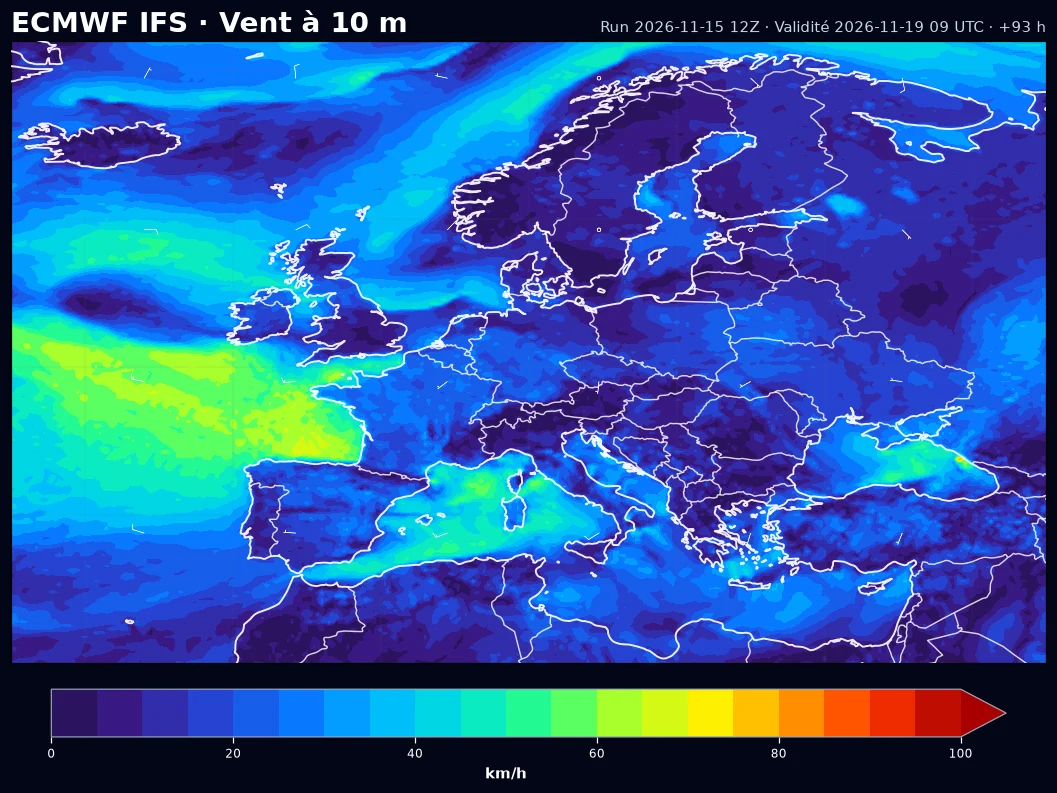 ECMWF IFS · Vent à 10 m
Run 2026-11-15 12Z · Validité 2026-11-19 09 UTC · +93 h
0 20 40 60 80 100
km/h